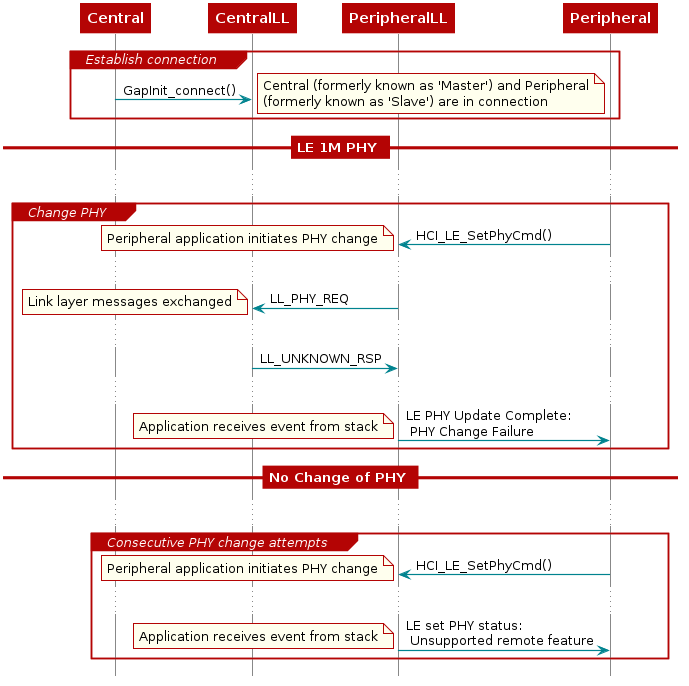 Central CentralLL PeripheralLL Peripheral
Establish connection
GapInit_connect()
Central (formerly known as 'Master') and Peripheral
(formerly known as 'Slave') are in connection
LE 1M PHY
Change PHY
Peripheral application initiates PHY change
HCI_LE_SetPhyCmd()
Link layer messages exchanged
LL_PHY_REQ
LL_UNKNOWN_RSP
Application receives event from stack
LE PHY Update Complete:
PHY Change Failure
No Change of PHY
Consecutive PHY change attempts
Peripheral application initiates PHY change
HCI_LE_SetPhyCmd()
Application receives event from stack
LE set PHY status:
Unsupported remote feature